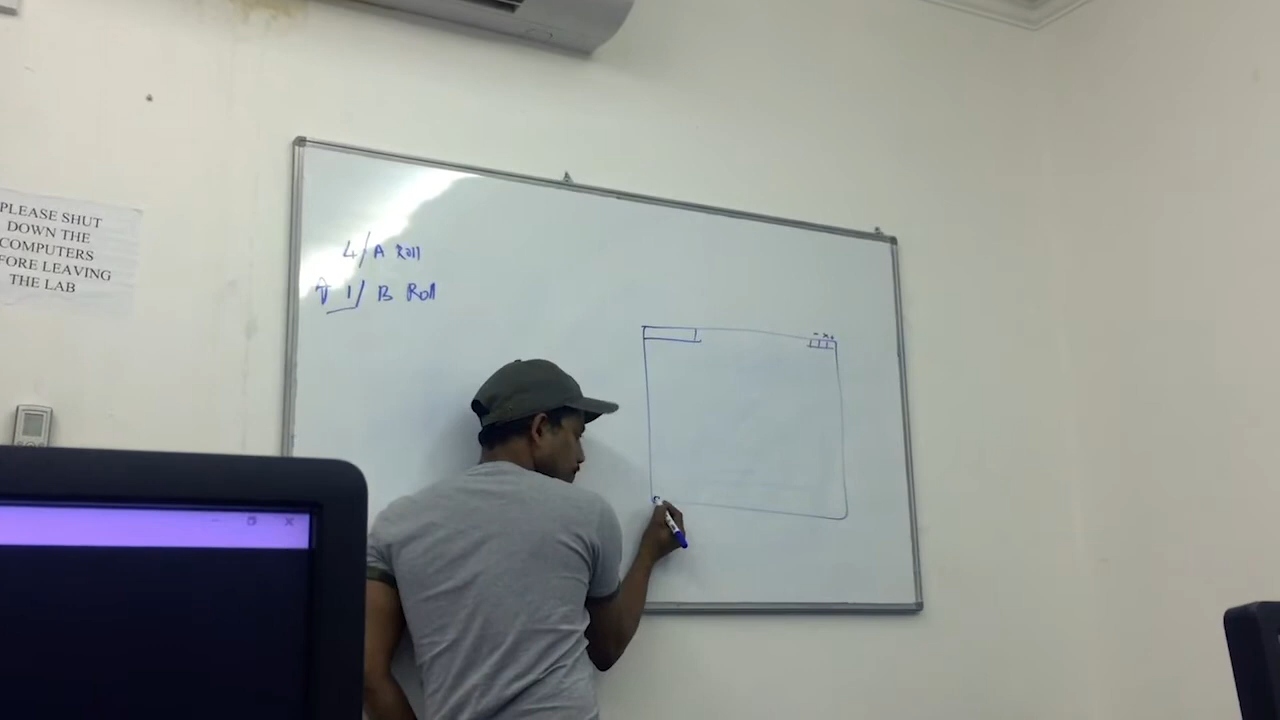 PLEASE SHUT
DOWN THE
COMPUTERS
FORE LEAVING
THE LAB
4/ A Roll
↑ 1/ B Roll